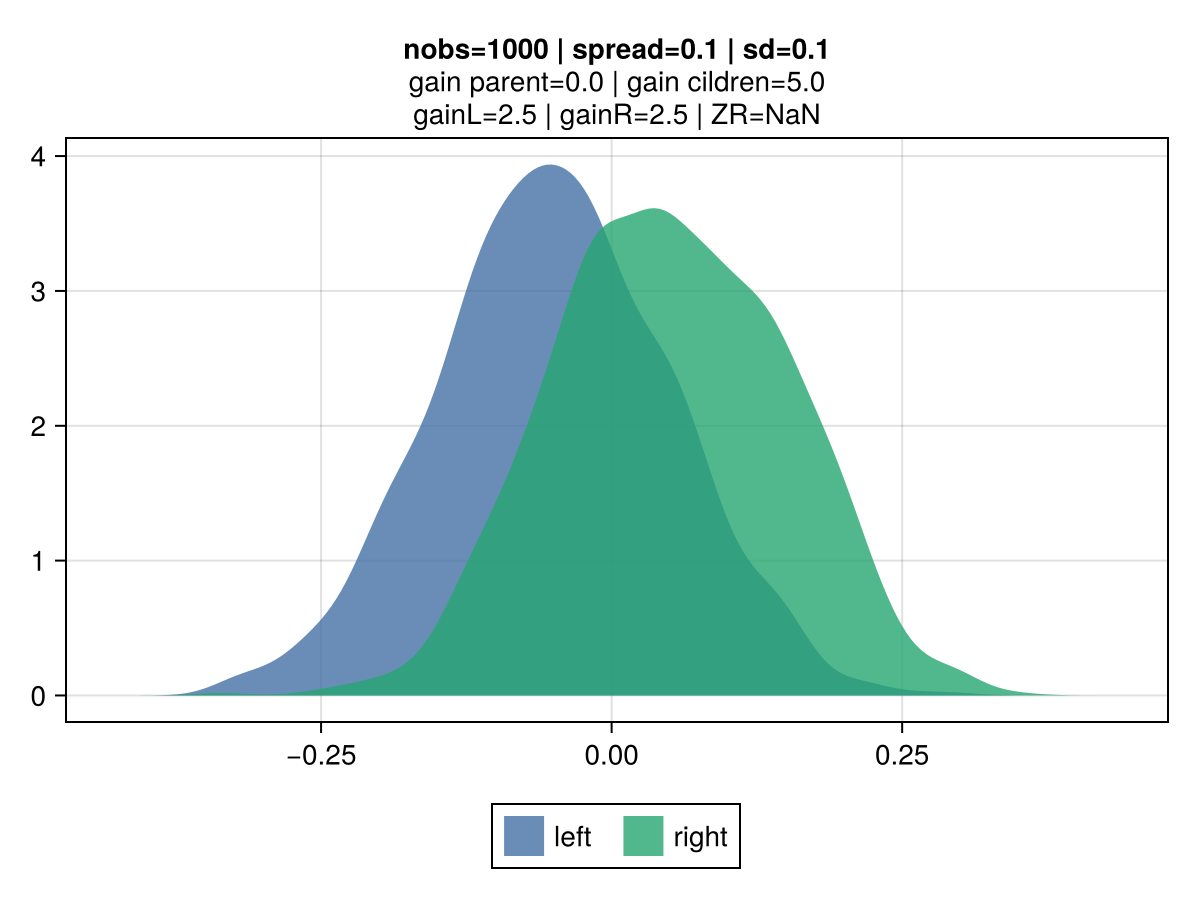 nobs=1000 | spread=0.1 | sd=0.1
gain parent=0.0 | gain cildren=5.0
gainL=2.5 | gainR=2.5 | ZR=NaN
4
3
2
1
0
−0.25
0.00
0.25
left
right